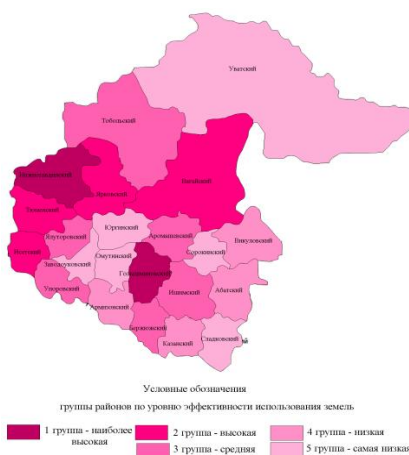 Уватский
Тобольский
Нижнетавдинский
Ярковский
Вагайский
Тюменский
Юргинский
Ялуторовский
Аромашевский
Викуловский
Исетский
Сорокинский
Заводоуковский
Омутинский
Голышмановский
Упоровский
Ишимский
Абатский
Армизонский
Бердюжский
Казанский
Сладковский
ий
Условные обозначения
группы районов по уровню эффективности использования земель
1 группа - наиболее высокая
2 группа - высокая
3 группа - средняя
4 группа - низкая
5 группа - самая низкая